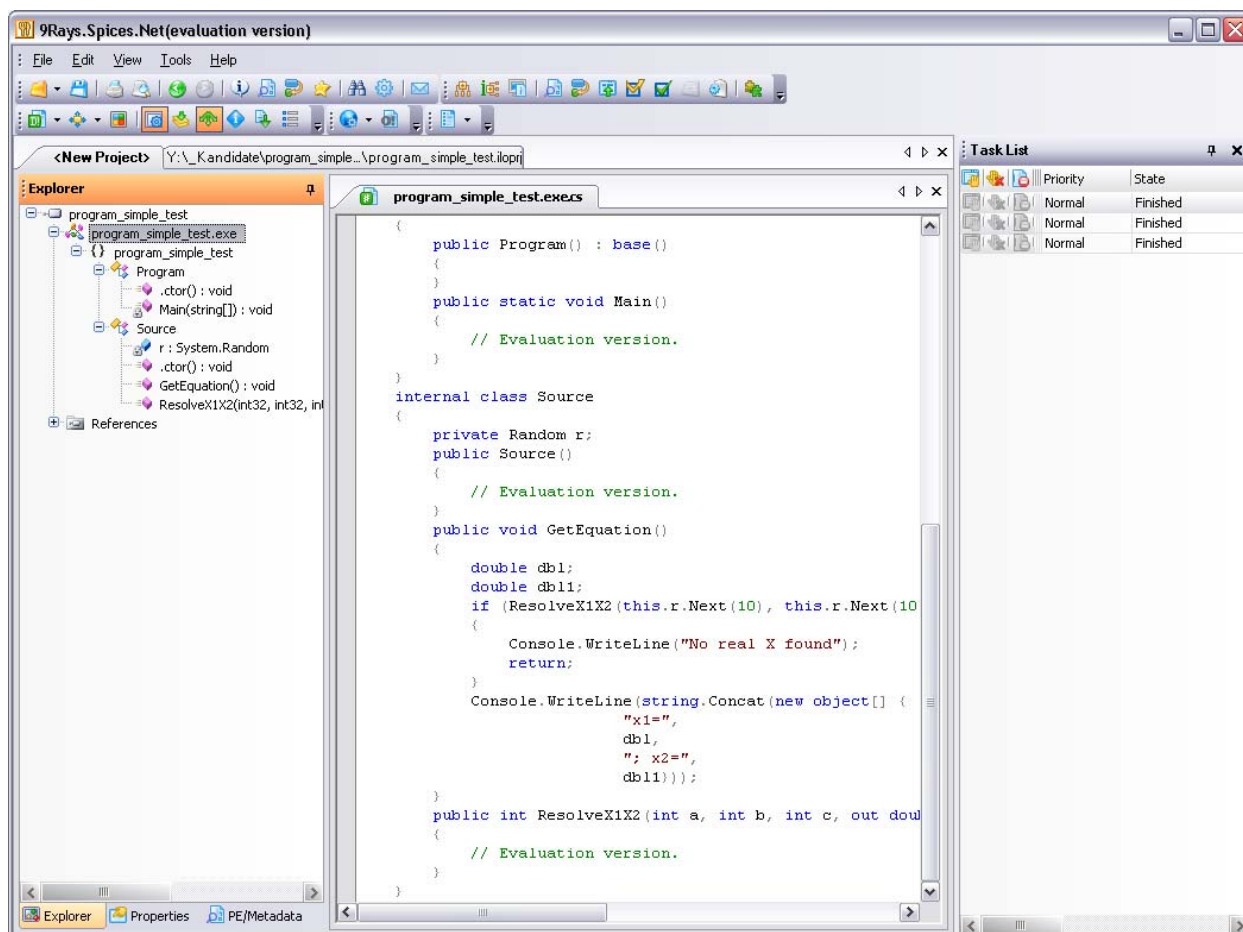 9Rays.Spices.Net(evaluation version)
File Edit View Tools Help
<New Project> Y:\_Kandidate\program_simple...\program_simple_test.iloprj
Explorer
program_simple_test
program_simple_test.exe
{} program_simple_test
Program
.ctor() : void
Main(string[]) : void
Source
r : System.Random
.ctor() : void
GetEquation() : void
ResolveX1X2(int32, int32, int
References
Explorer Properties PE/Metadata
program_simple_test.exe.cs
{
public Program() : base()
{
}
public static void Main()
{
// Evaluation version.
}
}
internal class Source
{
private Random r;
public Source()
{
// Evaluation version.
}
public void GetEquation()
{
double dbl;
double dbl1;
if (ResolveX1X2(this.r.Next(10), this.r.Next(10
{
Console.WriteLine("No real X found");
return;
}
Console.WriteLine(string.Concat(new object[] {
"x1=",
dbl,
"; x2=",
dbl1}));
}
public int ResolveX1X2(int a, int b, int c, out doul
{
// Evaluation version.
}
}
Task List
Priority State
Normal Finished
Normal Finished
Normal Finished